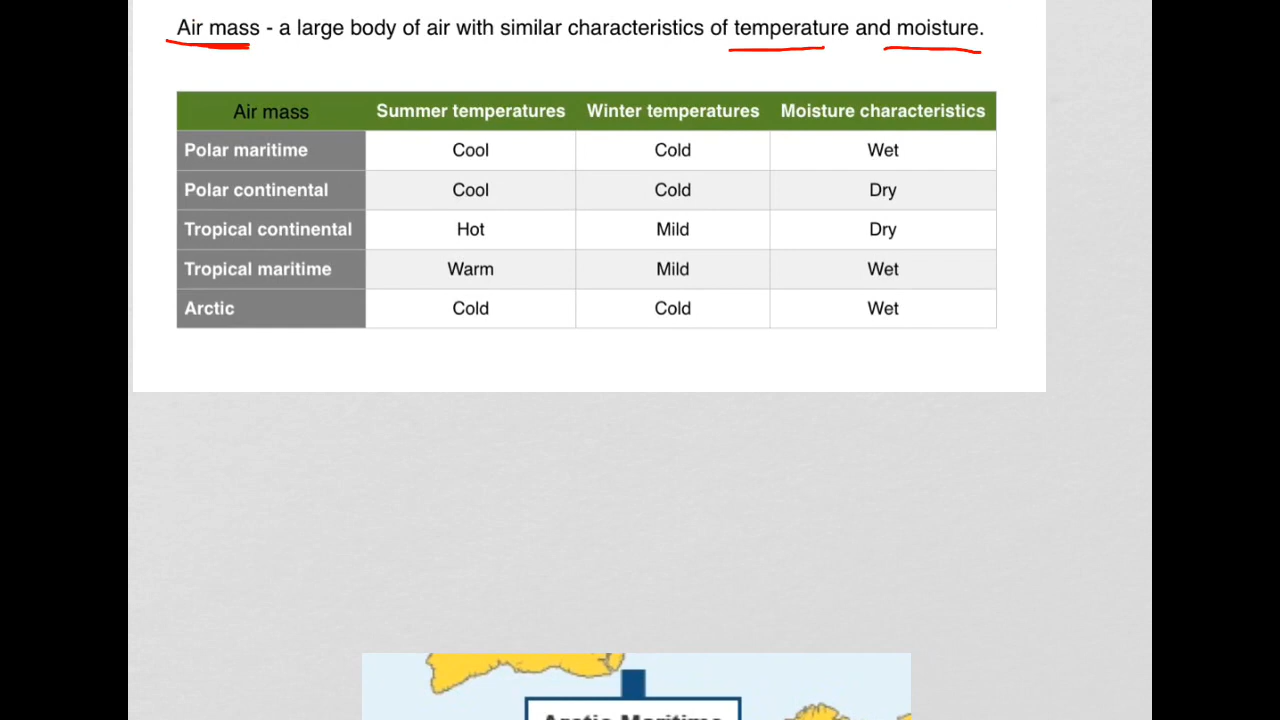 Air mass - a large body of air with similar characteristics of temperature and moisture.
Air mass Summer temperatures Winter temperatures Moisture characteristics
Polar maritime Cool Cold Wet
Polar continental Cool Cold Dry
Tropical continental Hot Mild Dry
Tropical maritime Warm Mild Wet
Arctic Cold Cold Wet
Arctic Maritime